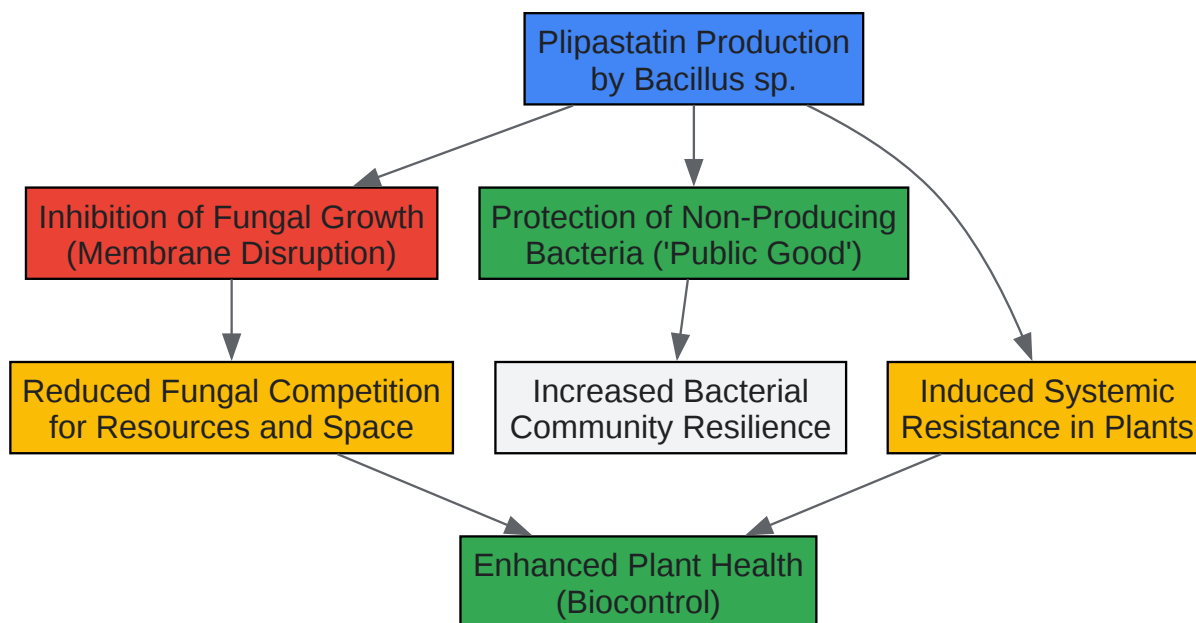 Plipastatin Production
by Bacillus sp.
Inhibition of Fungal Growth
(Membrane Disruption)
Protection of Non-Producing
Bacteria ('Public Good')
Reduced Fungal Competition
for Resources and Space
Increased Bacterial
Community Resilience
Induced Systemic
Resistance in Plants
Enhanced Plant Health
(Biocontrol)